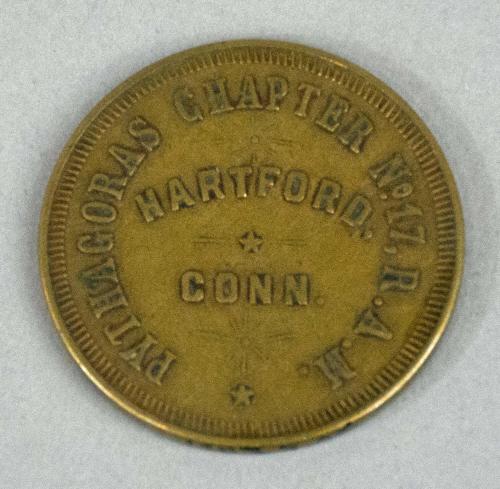 PYTHAGORAS CHAPTER No. 17, R.A.M.
HARTFORD,
CONN.